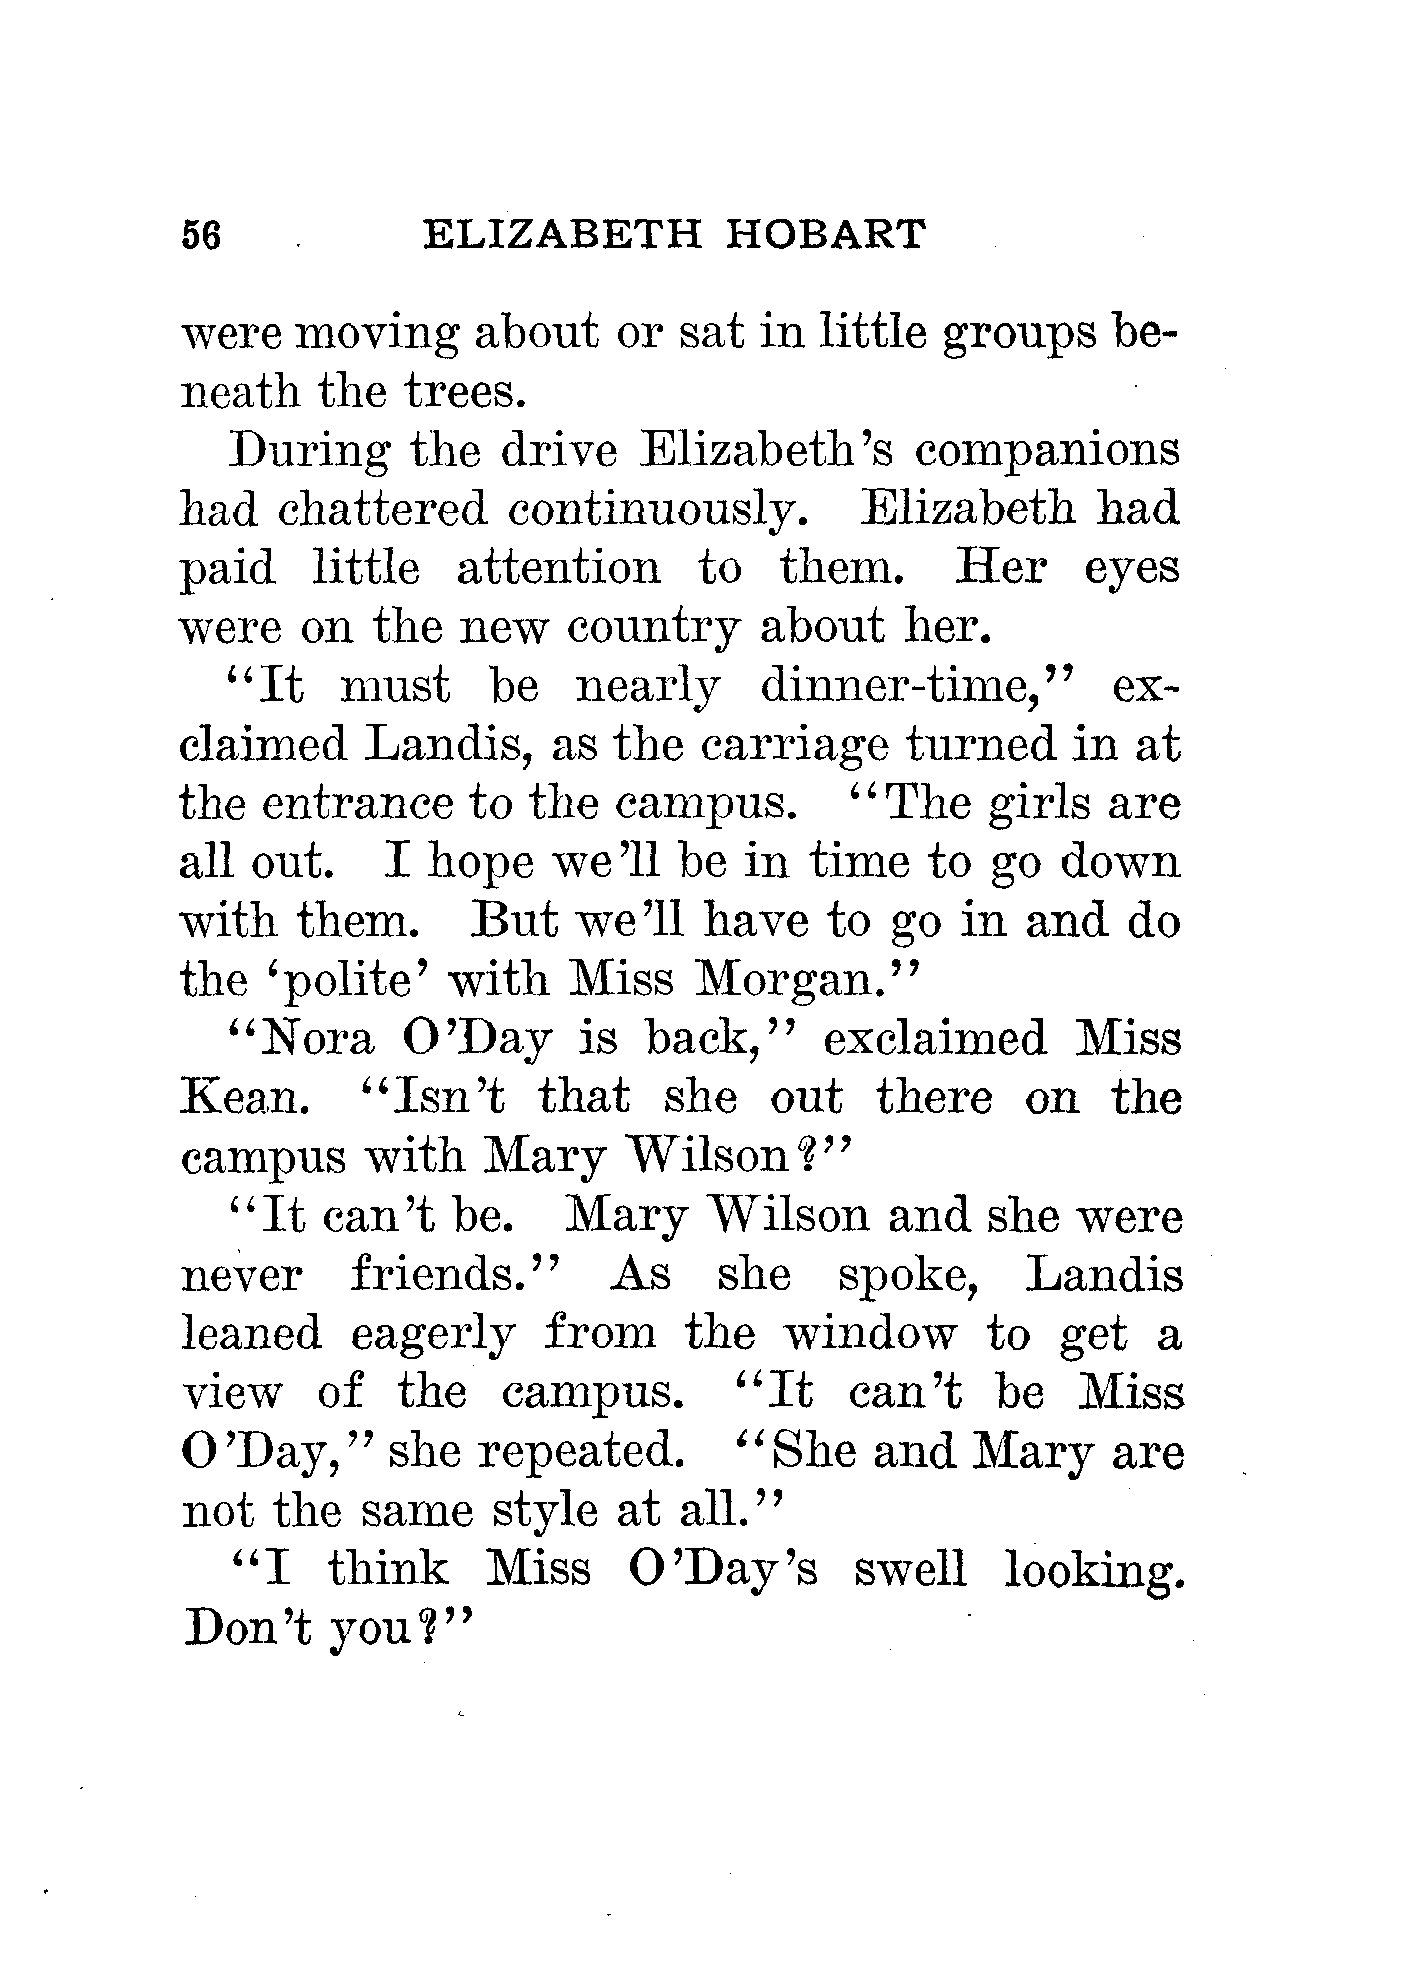 56 ELIZABETH HOBART
were moving about or sat in little groups be-
neath the trees.
During the drive Elizabeth's companions
had chattered continuously. Elizabeth had
paid little attention to them. Her eyes
were on the new country about her.
"It must be nearly dinner-time," ex-
claimed Landis, as the carriage turned in at
the entrance to the campus. "The girls are
all out. I hope we'll be in time to go down
with them. But we'll have to go in and do
the 'polite' with Miss Morgan."
"Nora O'Day is back," exclaimed Miss
Kean. "Isn't that she out there on the
campus with Mary Wilson?"
"It can't be. Mary Wilson and she were
never friends." As she spoke, Landis
leaned eagerly from the window to get a
view of the campus. "It can't be Miss
O'Day," she repeated. "She and Mary are
not the same style at all."
"I think Miss O'Day's swell looking.
Don't you?"